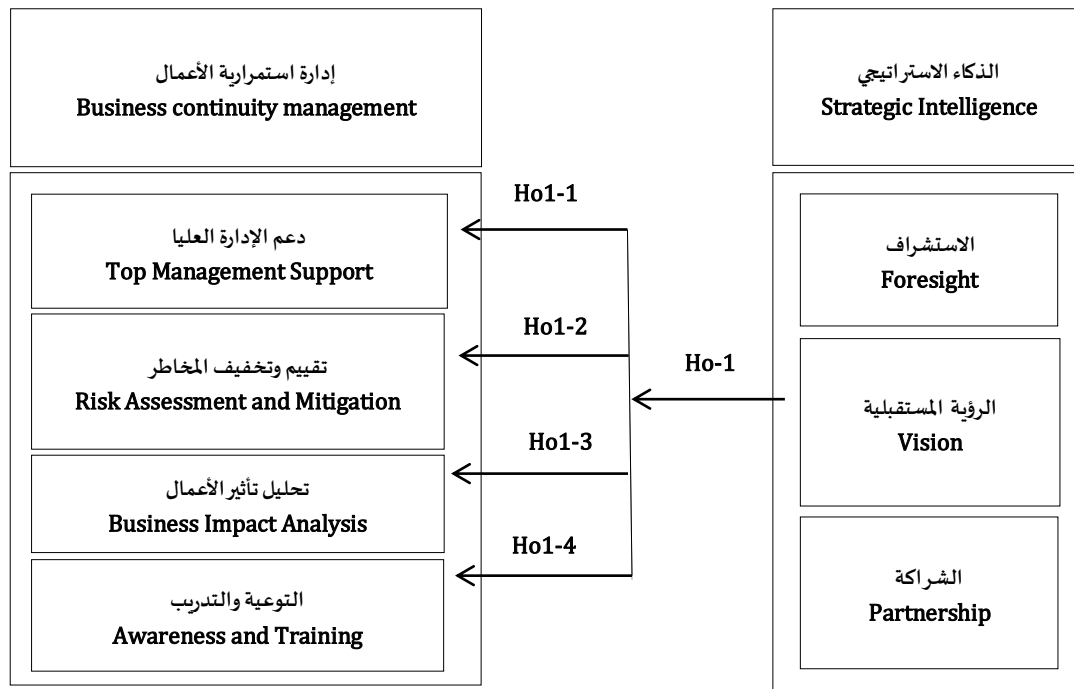 الذكاء الاستراتيجي
Strategic Intelligence
الاستشراف
Foresight
الرؤية المستقبلية
Vision
الشراكة
Partnership
Ho-1
Ho1-1
Ho1-2
Ho1-3
Ho1-4
إدارة استمرارية الأعمال
Business continuity management
دعم الإدارة العليا
Top Management Support
تقييم وتخفيف المخاطر
Risk Assessment and Mitigation
تحليل تأثير الأعمال
Business Impact Analysis
التوعية والتدريب
Awareness and Training